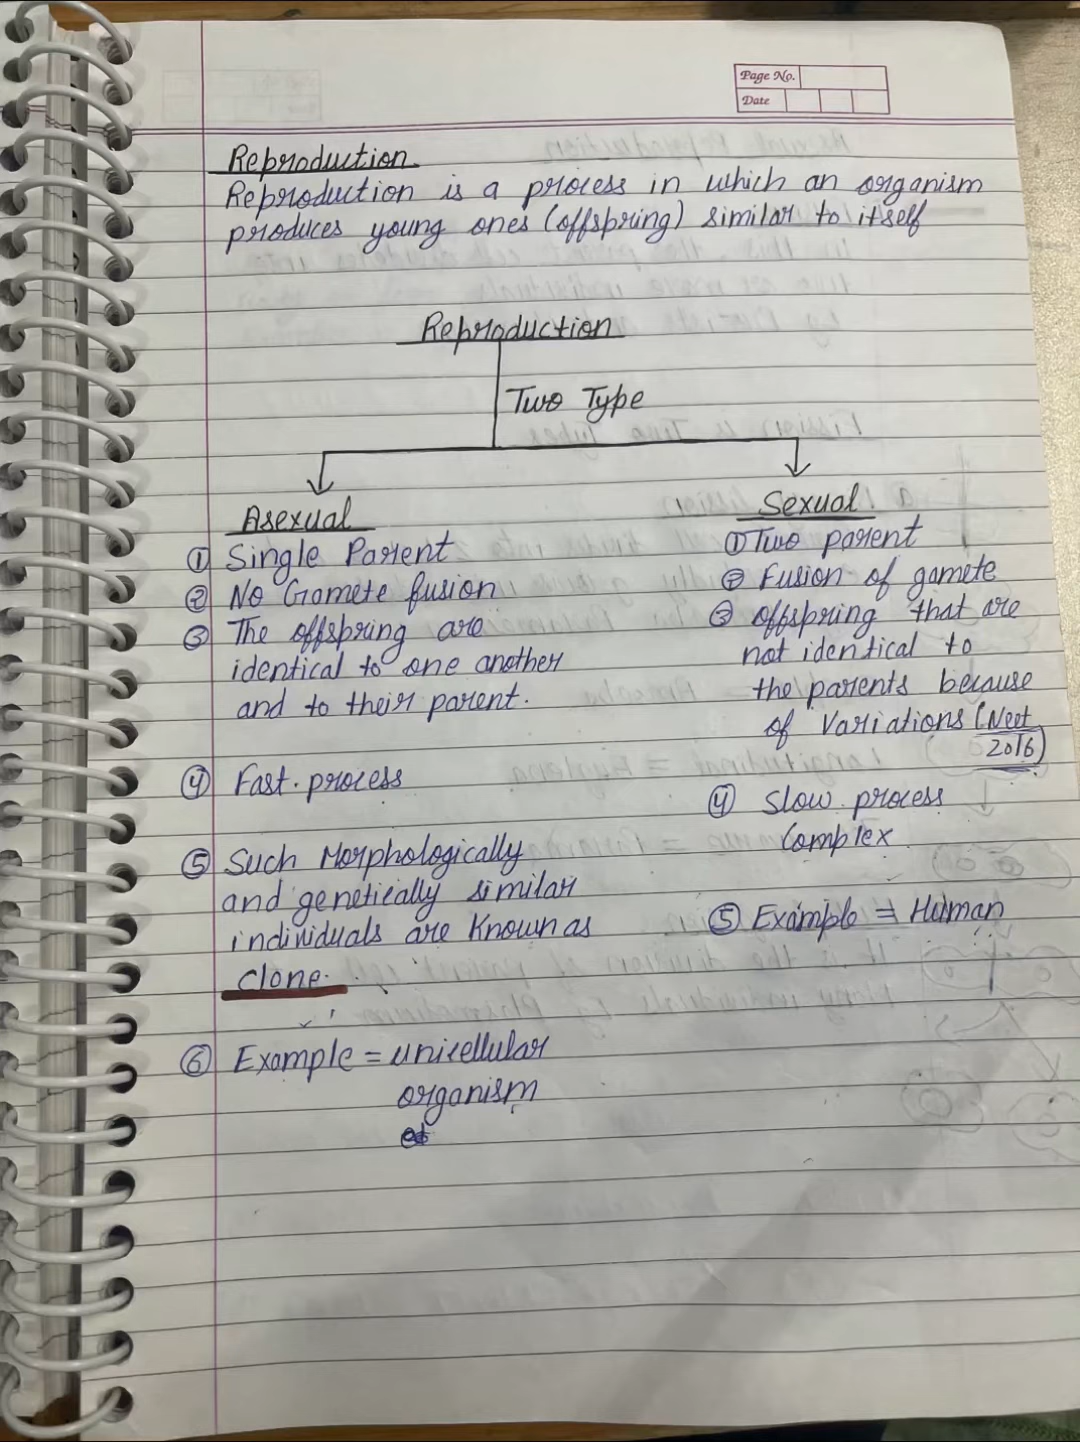 Page No.
Date
Reproduction
Reproduction is a process in which an organism
produces young ones (offspring) similar to itself
Reproduction
Two Type
Asexual
① Single Parent
② No Gamete fusion
③ The offspring are
identical to one another
and to their parent.
④ Fast process
⑤ Such Morphologically
and genetically similar
individuals are Known as
Clone.
⑥ Example = unicellular
organism
Sexual
① Two parent
② Fusion of gamete
③ offspring that are
not identical to
the parents because
of Variations (Neet
2016)
④ Slow process
Complex
⑤ Example = Human